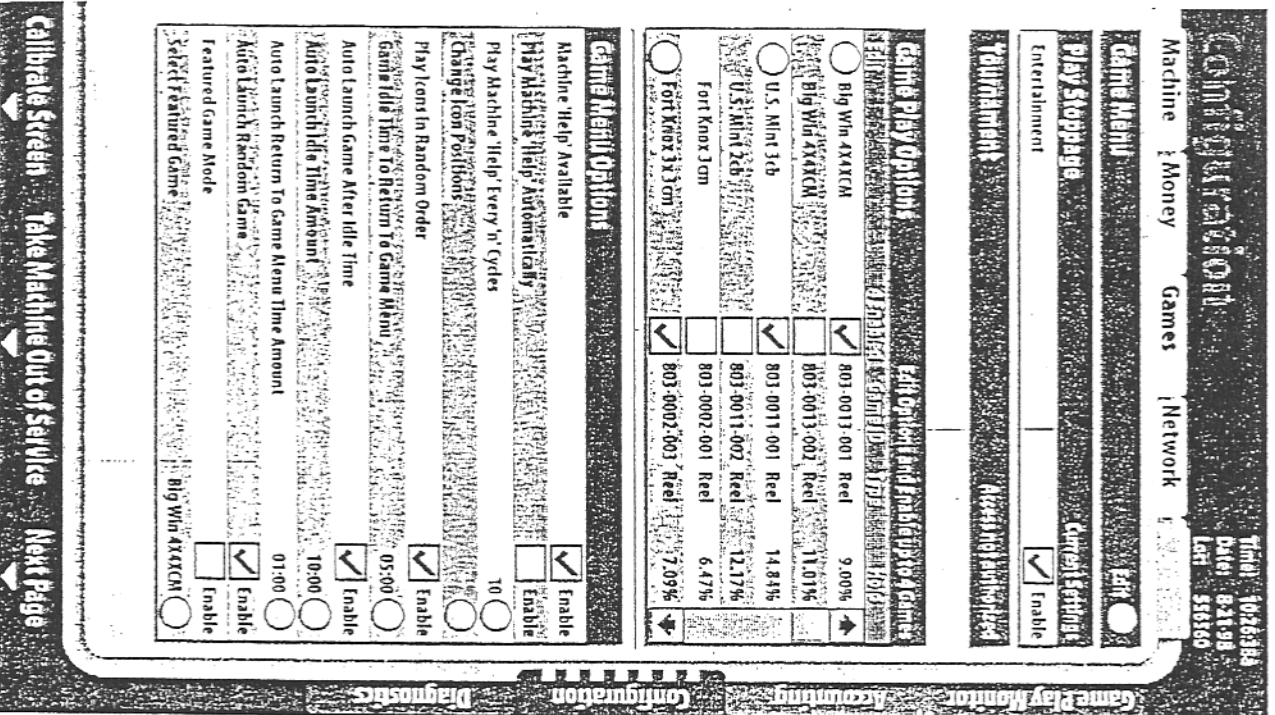 Configuration
Time: 10:26:38A
Date: 8-21-98
Loc: SS6560
Machine Money Games Network
Game Menu Exit
Play Stoppage Current Settings
Entertainment Enable
Tournament
Game Play Options Edit Options and Enable up to 4 Games
Big Win 4X4XCM 803-0013-001 Reel 9.00%
Big Win 4X4XCM 803-0013-002 Reel 11.01%
U.S. Mint 3cb 803-0011-001 Reel 14.84%
U.S. Mint 2cb 803-0011-002 Reel 12.17%
Fort Knox 3 cm 803-0002-001 Reel 6.47%
Fort Knox 3x3 cm 803-0002-003 Reel 7.09%
Game Menu Options
Machine 'Help' Available Enable
Play Machine 'Help' Automatically Enable
Play Machine 'Help' Every 'n' Cycles 10
Change Icon Positions
Play Icons In Random Order Enable
Game Idle Time To Return To Game Menu 05:00
Auto Launch Game After Idle Time Enable
Auto Launch Idle Time Amount 10:00
Auto Launch Return To Game Menu Time Amount 01:00
Auto Launch Random Game Enable
Featured Game Mode Enable
Select Featured Game Big Win 4X4XCM
Calibrate Screen Take Machine Out of Service Next Page
Game Play Monitor
Accounting
Configuration
Diagnostics